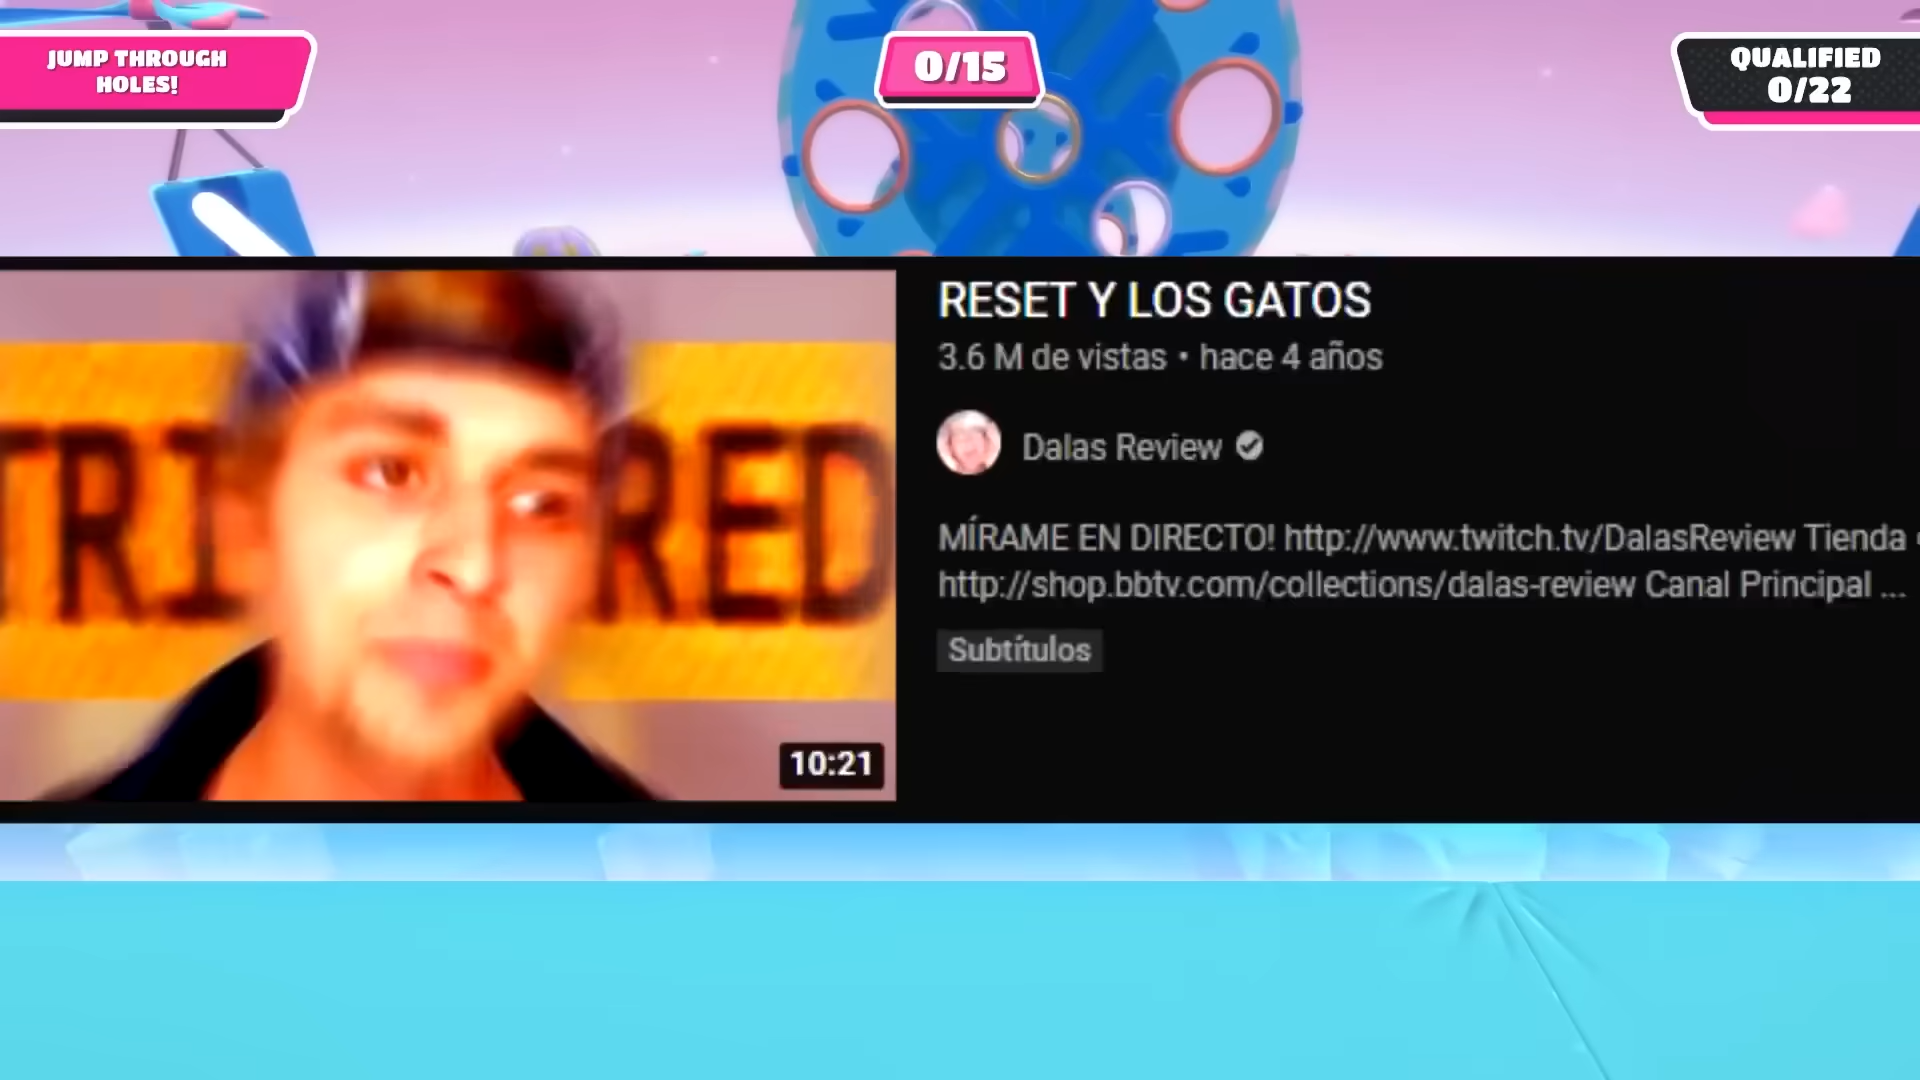 JUMP THROUGH
HOLES!
0/15
QUALIFIED
0/22
TRI RED
10:21
RESET Y LOS GATOS
3.6 M de vistas • hace 4 años
Dalas Review
MÍRAME EN DIRECTO! http://www.twitch.tv/DalasReview Tienda
http://shop.bbtv.com/collections/dalas-review Canal Principal ...
Subtítulos